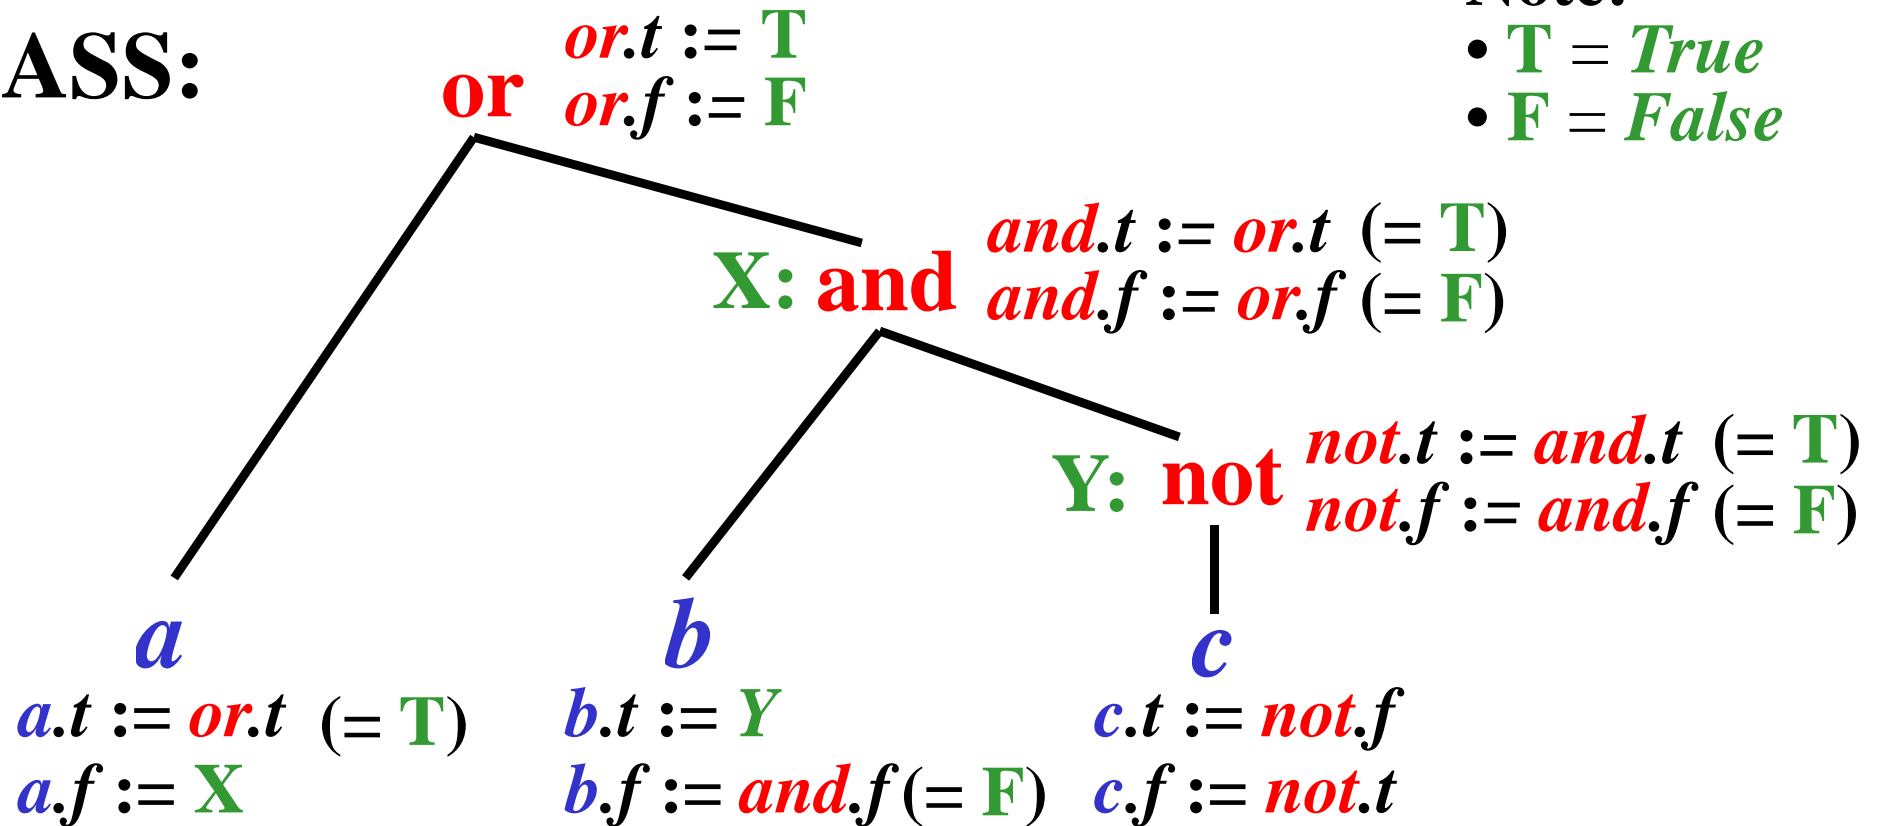 Note:
ASS:
or
or.t := T
or.f := F
• T = True
• F = False
X: and
and.t := or.t (= T)
and.f := or.f (= F)
Y: not
not.t := and.t (= T)
not.f := and.f (= F)
a
b
c
a.t := or.t (= T)
a.f := X
b.t := Y
b.f := and.f (= F)
c.t := not.f
c.f := not.t